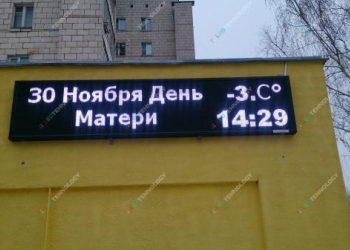 30 Ноября День
Матери
-3.C°
14:29